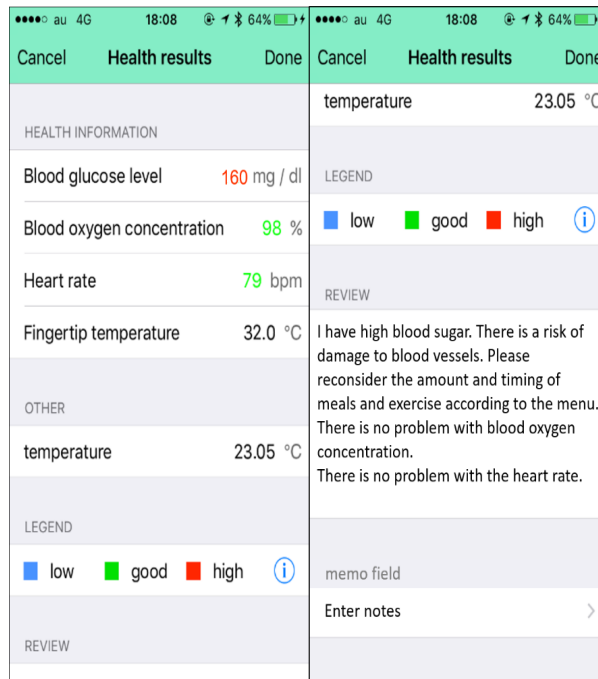 au 4G 18:08 64%
Cancel Health results Done
HEALTH INFORMATION
Blood glucose level 160 mg / dl
Blood oxygen concentration 98 %
Heart rate 79 bpm
Fingertip temperature 32.0 °C
OTHER
temperature 23.05 °C
LEGEND
low good high i
REVIEW
au 4G 18:08 64%
Cancel Health results Done
temperature 23.05 °C
LEGEND
low good high i
REVIEW
I have high blood sugar. There is a risk of
damage to blood vessels. Please
reconsider the amount and timing of
meals and exercise according to the menu.
There is no problem with blood oxygen
concentration.
There is no problem with the heart rate.
memo field
Enter notes